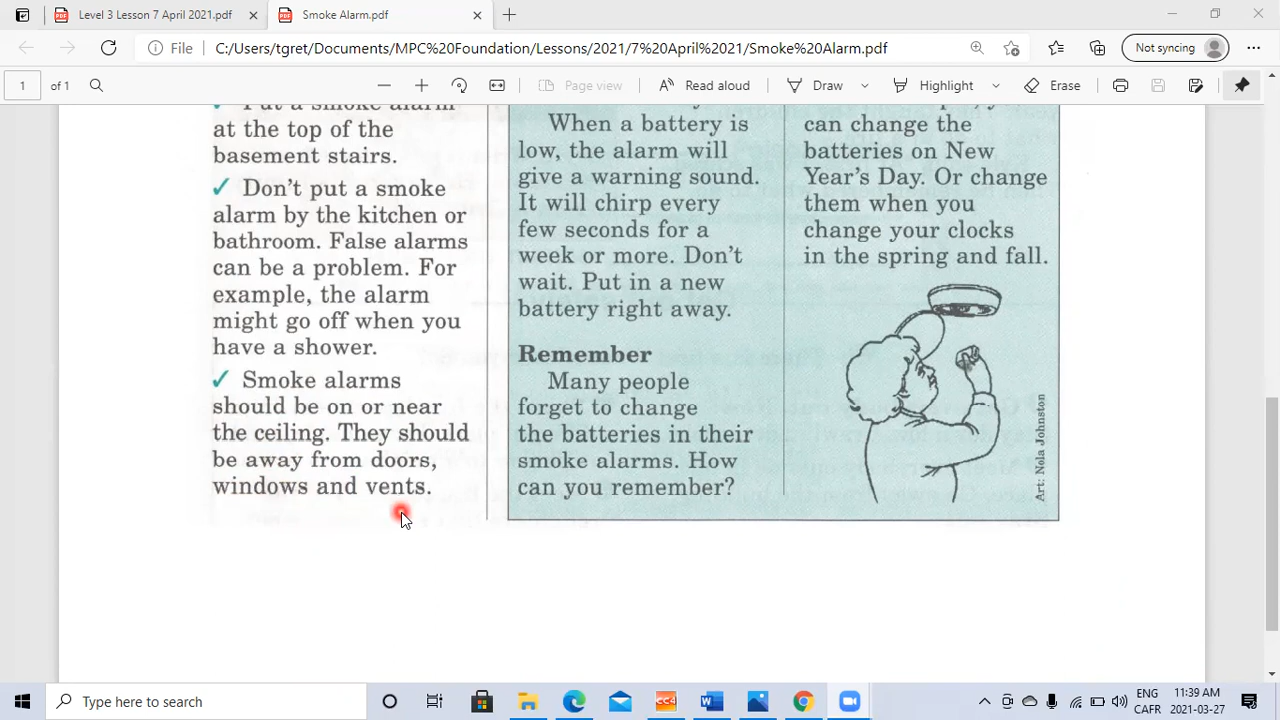 Level 3 Lesson 7 April 2021.pdf
Smoke Alarm.pdf
File
C:/Users/tgret/Documents/MPC%20Foundation/Lessons/2021/7%20April%2021/Smoke%20Alarm.pdf
Not syncing
1 of 1
Page view
Read aloud
Draw
Highlight
Erase
✓ Put a smoke alarm
at the top of the
basement stairs.
✓ Don't put a smoke
alarm by the kitchen or
bathroom. False alarms
can be a problem. For
example, the alarm
might go off when you
have a shower.
✓ Smoke alarms
should be on or near
the ceiling. They should
be away from doors,
windows and vents.
When a battery is
low, the alarm will
give a warning sound.
It will chirp every
few seconds for a
week or more. Don't
wait. Put in a new
battery right away.
Remember
Many people
forget to change
the batteries in their
smoke alarms. How
can you remember?
can change the
batteries on New
Year's Day. Or change
them when you
change your clocks
in the spring and fall.
Art: Nola Johnston
Type here to search
CC4
ENG
CAFR
11:39 AM
2021-03-27